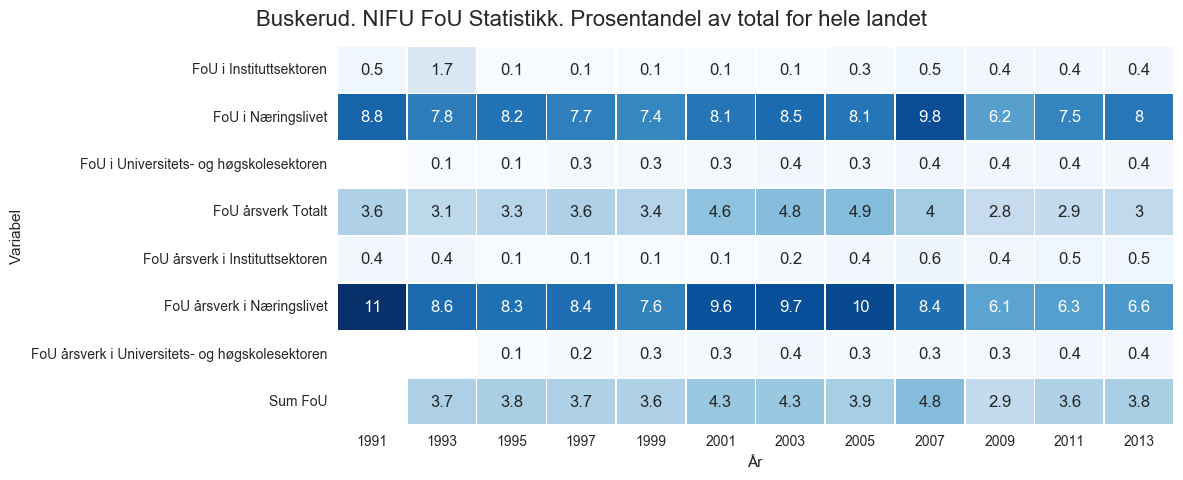 Buskerud. NIFU FoU Statistikk. Prosentandel av total for hele landet
FoU i Instituttsektoren 0.5 1.7 0.1 0.1 0.1 0.1 0.1 0.3 0.5 0.4 0.4 0.4
FoU i Næringslivet 8.8 7.8 8.2 7.7 7.4 8.1 8.5 8.1 9.8 6.2 7.5 8
FoU i Universitets- og høgskolesektoren 0.1 0.1 0.3 0.3 0.3 0.4 0.3 0.4 0.4 0.4 0.4
FoU årsverk Totalt 3.6 3.1 3.3 3.6 3.4 4.6 4.8 4.9 4 2.8 2.9 3
FoU årsverk i Instituttsektoren 0.4 0.4 0.1 0.1 0.1 0.1 0.2 0.4 0.6 0.4 0.5 0.5
FoU årsverk i Næringslivet 11 8.6 8.3 8.4 7.6 9.6 9.7 10 8.4 6.1 6.3 6.6
FoU årsverk i Universitets- og høgskolesektoren 0.1 0.2 0.3 0.3 0.4 0.3 0.3 0.3 0.4 0.4
Sum FoU 3.7 3.8 3.7 3.6 4.3 4.3 3.9 4.8 2.9 3.6 3.8
1991 1993 1995 1997 1999 2001 2003 2005 2007 2009 2011 2013
År
Variabel